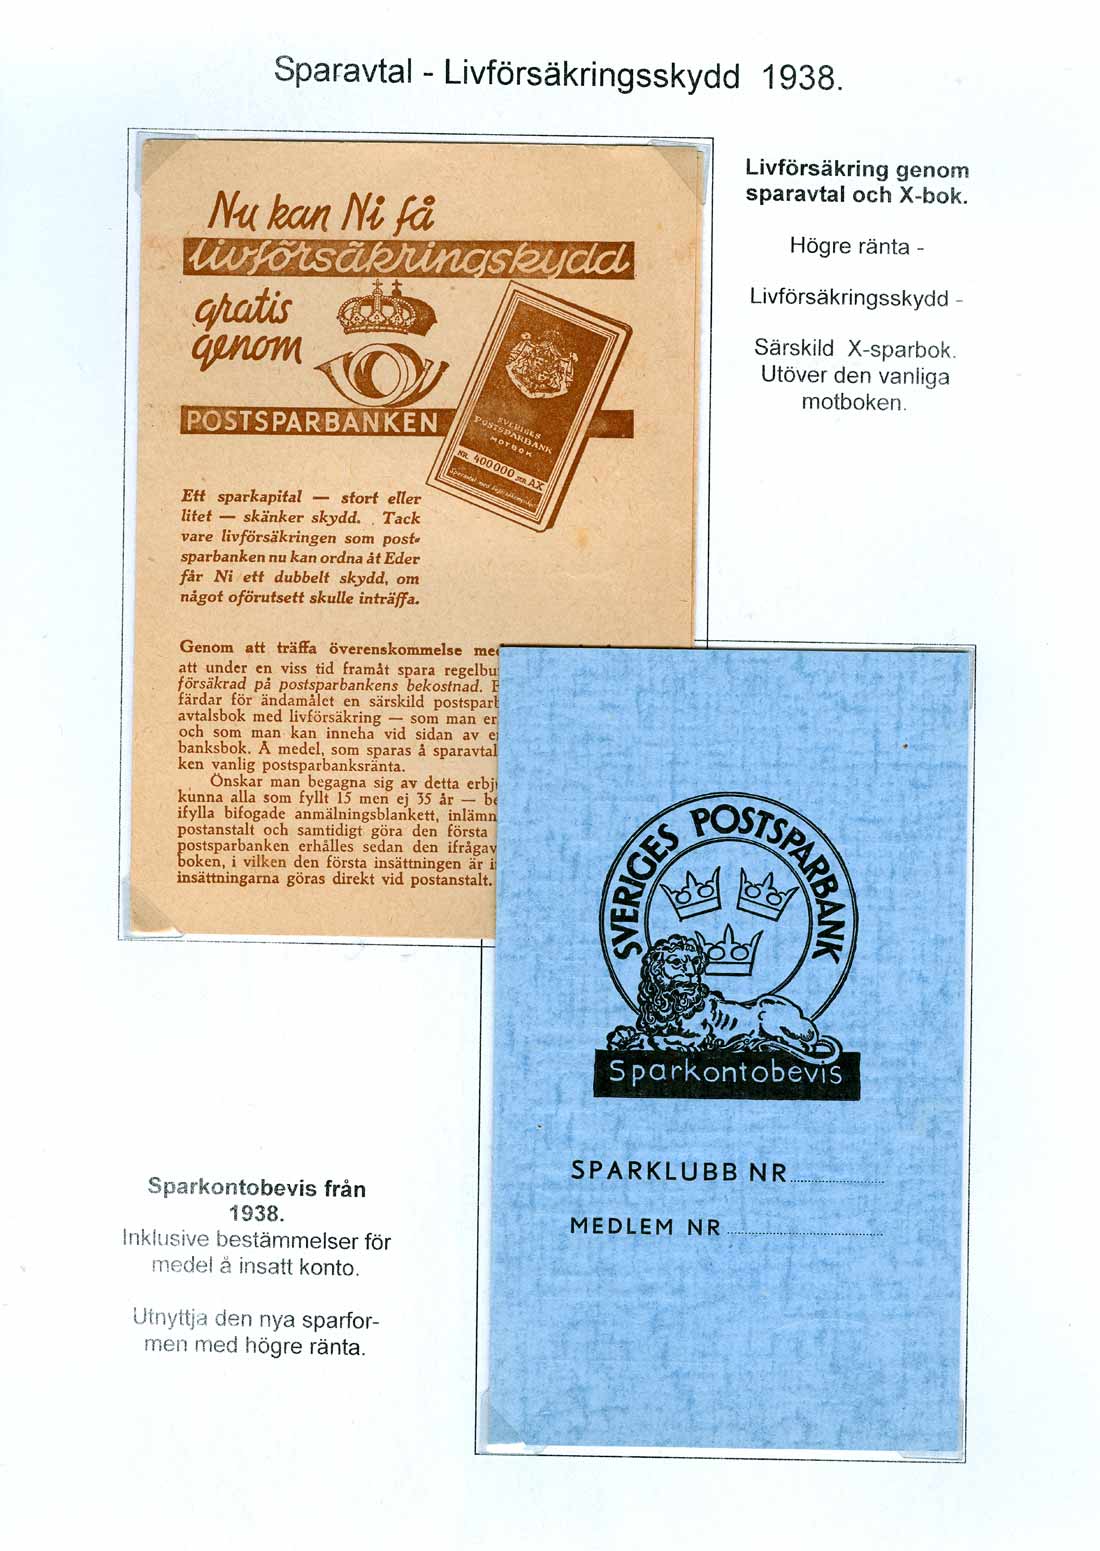 Sparavtal - Livförsäkringsskydd 1938.
Livförsäkring genom
sparavtal och X-bok.
Högre ränta -
Livförsäkringsskydd -
Särskild X-sparbok.
Utöver den vanliga
motboken.
Nu kan Ni få
livförsäkringskydd
gratis
genom
POSTSPARBANKEN
SVERIGES
POSTSPARBANK
MOTBOK
NR. 400000 SER. AX
Ett sparkapital — stort eller
litet — skänker skydd. Tack
vare livförsäkringen som post-
sparbanken nu kan ordna åt Eder
får Ni ett dubbelt skydd, om
något oförutsett skulle inträffa.
Genom att träffa överenskommelse me
att under en viss tid framåt spara regelbu
försäkrad på postsparbankens bekostnad.
färdar för ändamålet en särskild postspar
avtalsbok med livförsäkring — som man er
och som man kan inneha vid sidan av e
banksbok. Å medel, som sparas å sparavtal
ken vanlig postsparbanksränta.
Önskar man begagna sig av detta erbj
kunna alla som fyllt 15 men ej 35 år — be
ifylla bifogade anmälningsblankett, inlämn
postanstalt och samtidigt göra den första
postsparbanken erhålles sedan den ifrågav
boken, i vilken den första insättningen är i
insättningarna göras direkt vid postanstalt.
SVERIGES POSTSPARBANK
Sparkontobevis
SPARKLUBB NR
MEDLEM NR
Sparkontobevis från
1938.
Inklusive bestämmelser för
medel å insatt konto.
Utnyttja den nya sparfor-
men med högre ränta.